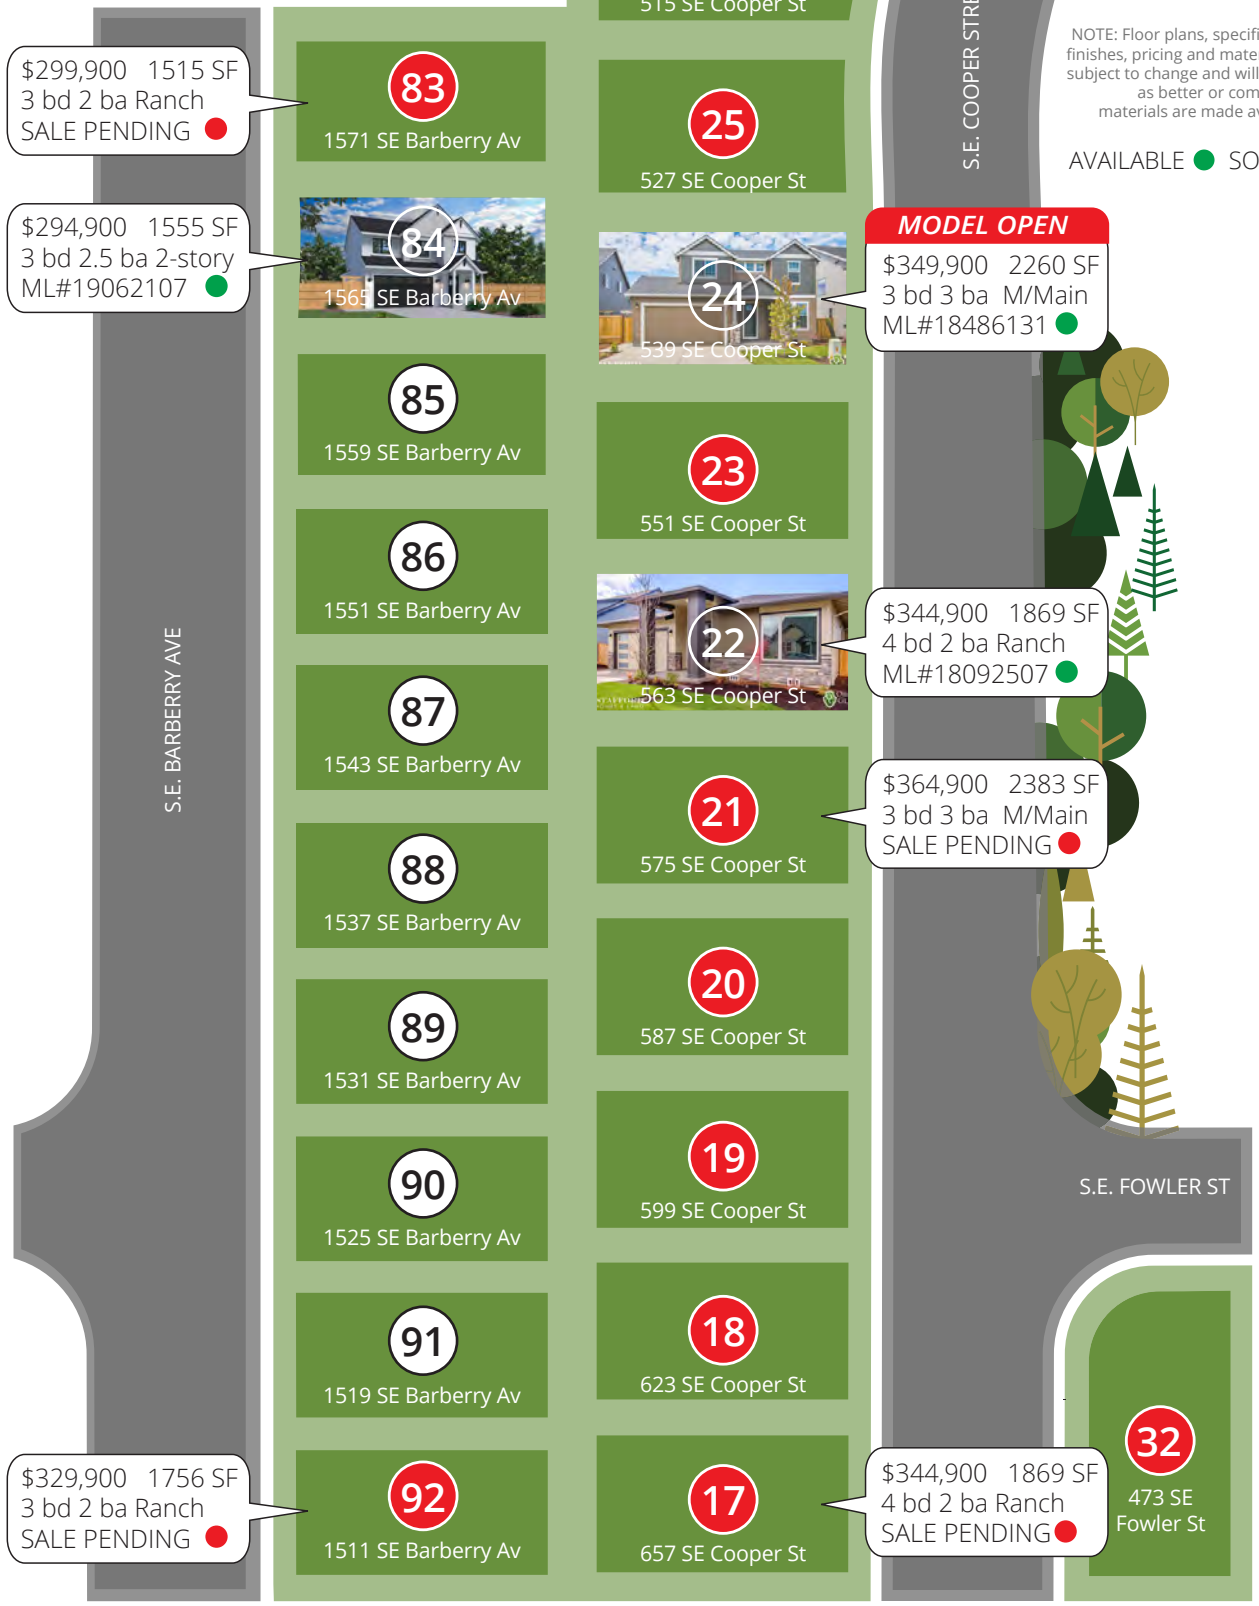 515 SE Cooper St
S.E. COOPER STRE
NOTE: Floor plans, specifi
finishes, pricing and mate
subject to change and will
as better or com
materials are made av
AVAILABLE SO
$299,900 1515 SF
3 bd 2 ba Ranch
SALE PENDING
83
1571 SE Barberry Av
25
527 SE Cooper St
$294,900 1555 SF
3 bd 2.5 ba 2-story
ML#19062107
84
1565 SE Barberry Av
24
539 SE Cooper St
MODEL OPEN
$349,900 2260 SF
3 bd 3 ba M/Main
ML#18486131
85
1559 SE Barberry Av
23
551 SE Cooper St
86
1551 SE Barberry Av
22
563 SE Cooper St
$344,900 1869 SF
4 bd 2 ba Ranch
ML#18092507
S.E. BARBERRY AVE
87
1543 SE Barberry Av
21
575 SE Cooper St
$364,900 2383 SF
3 bd 3 ba M/Main
SALE PENDING
88
1537 SE Barberry Av
20
587 SE Cooper St
89
1531 SE Barberry Av
19
599 SE Cooper St
90
1525 SE Barberry Av
S.E. FOWLER ST
18
623 SE Cooper St
91
1519 SE Barberry Av
$329,900 1756 SF
3 bd 2 ba Ranch
SALE PENDING
92
1511 SE Barberry Av
17
657 SE Cooper St
$344,900 1869 SF
4 bd 2 ba Ranch
SALE PENDING
32
473 SE
Fowler St